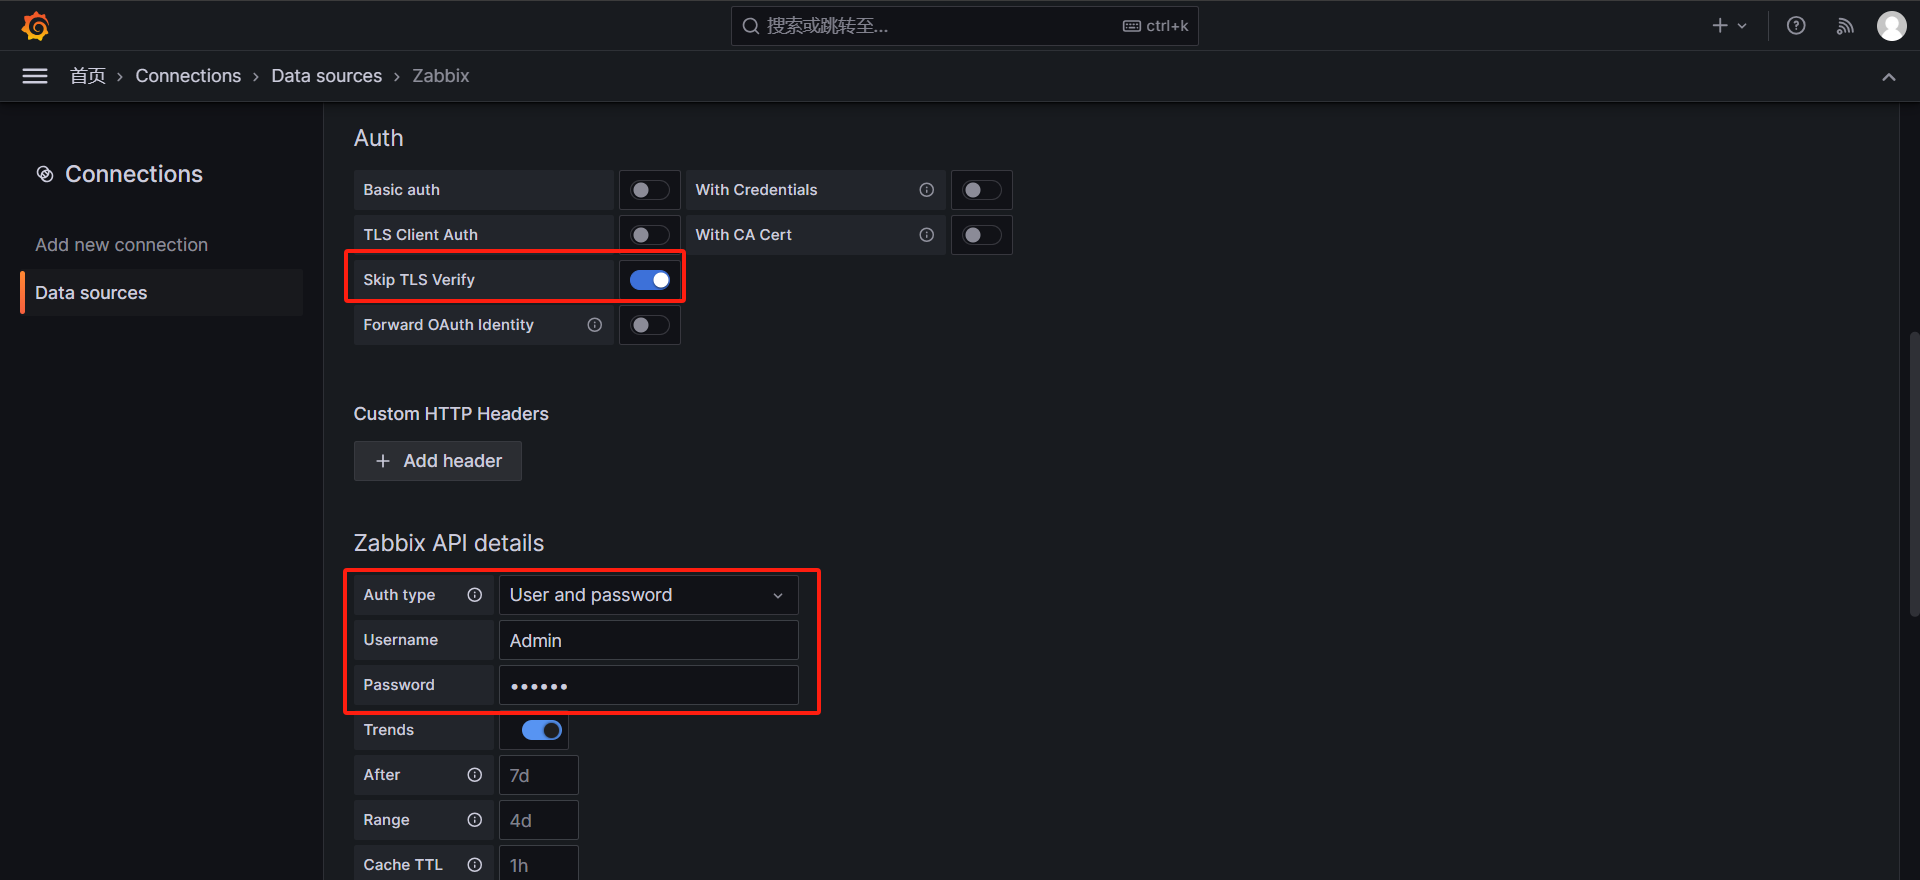 搜索或跳转至...
ctrl+k
首页 › Connections › Data sources › Zabbix
Connections
Add new connection
Data sources
Auth
Basic auth
With Credentials
TLS Client Auth
With CA Cert
Skip TLS Verify
Forward OAuth Identity
Custom HTTP Headers
+ Add header
Zabbix API details
Auth type
User and password
Username
Admin
Password
••••••
Trends
After
7d
Range
4d
Cache TTL
1h